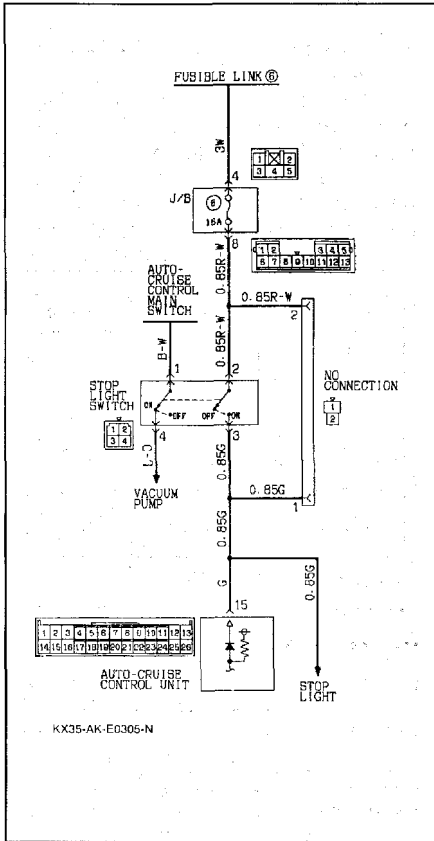 FUSIBLE LINK ⑥
3W
1 2
3 4 5
4
J/B
⑥
15A
8
1 2 3 4 5
6 7 8 9 10 11 12 13
0.85R-W
AUTO-
CRUISE
CONTROL
MAIN
SWITCH
0.85R-W
2
0.85R-W
B-W
NO
CONNECTION
1
2
1 2
STOP
LIGHT
SWITCH
ON OFF OFF ON
1 2
3 4
4 3
0.85G
VACUUM
PUMP
0.85G
1
0.85G
G
0.85G
15
1 2 3 4 5 6 7 8 9 10 11 12 13
14 15 16 17 18 19 20 21 22 23 24 25 26
AUTO-CRUISE
CONTROL UNIT
STOP
LIGHT
KX35-AK-E0305-N